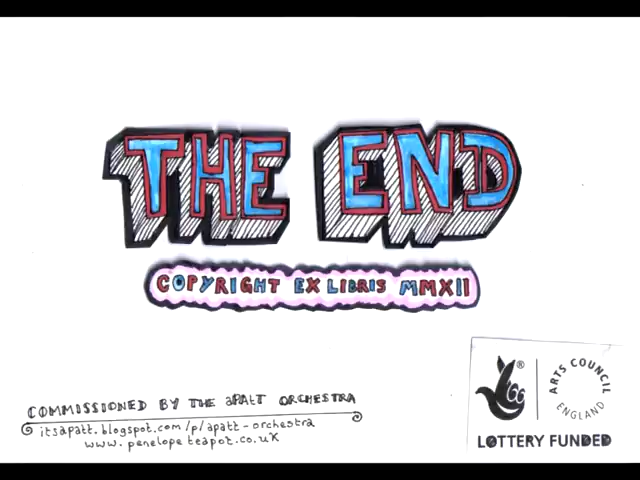 THE END
COPYRIGHT EX LIBRIS MMXII
COMMISSIONED BY THE aPAtT ORCHESTRA
itsapatt.blogspot.com/p/apatt-orchestra
www.penelopeteapot.co.uk
®
ARTS COUNCIL
ENGLAND
LOTTERY FUNDED